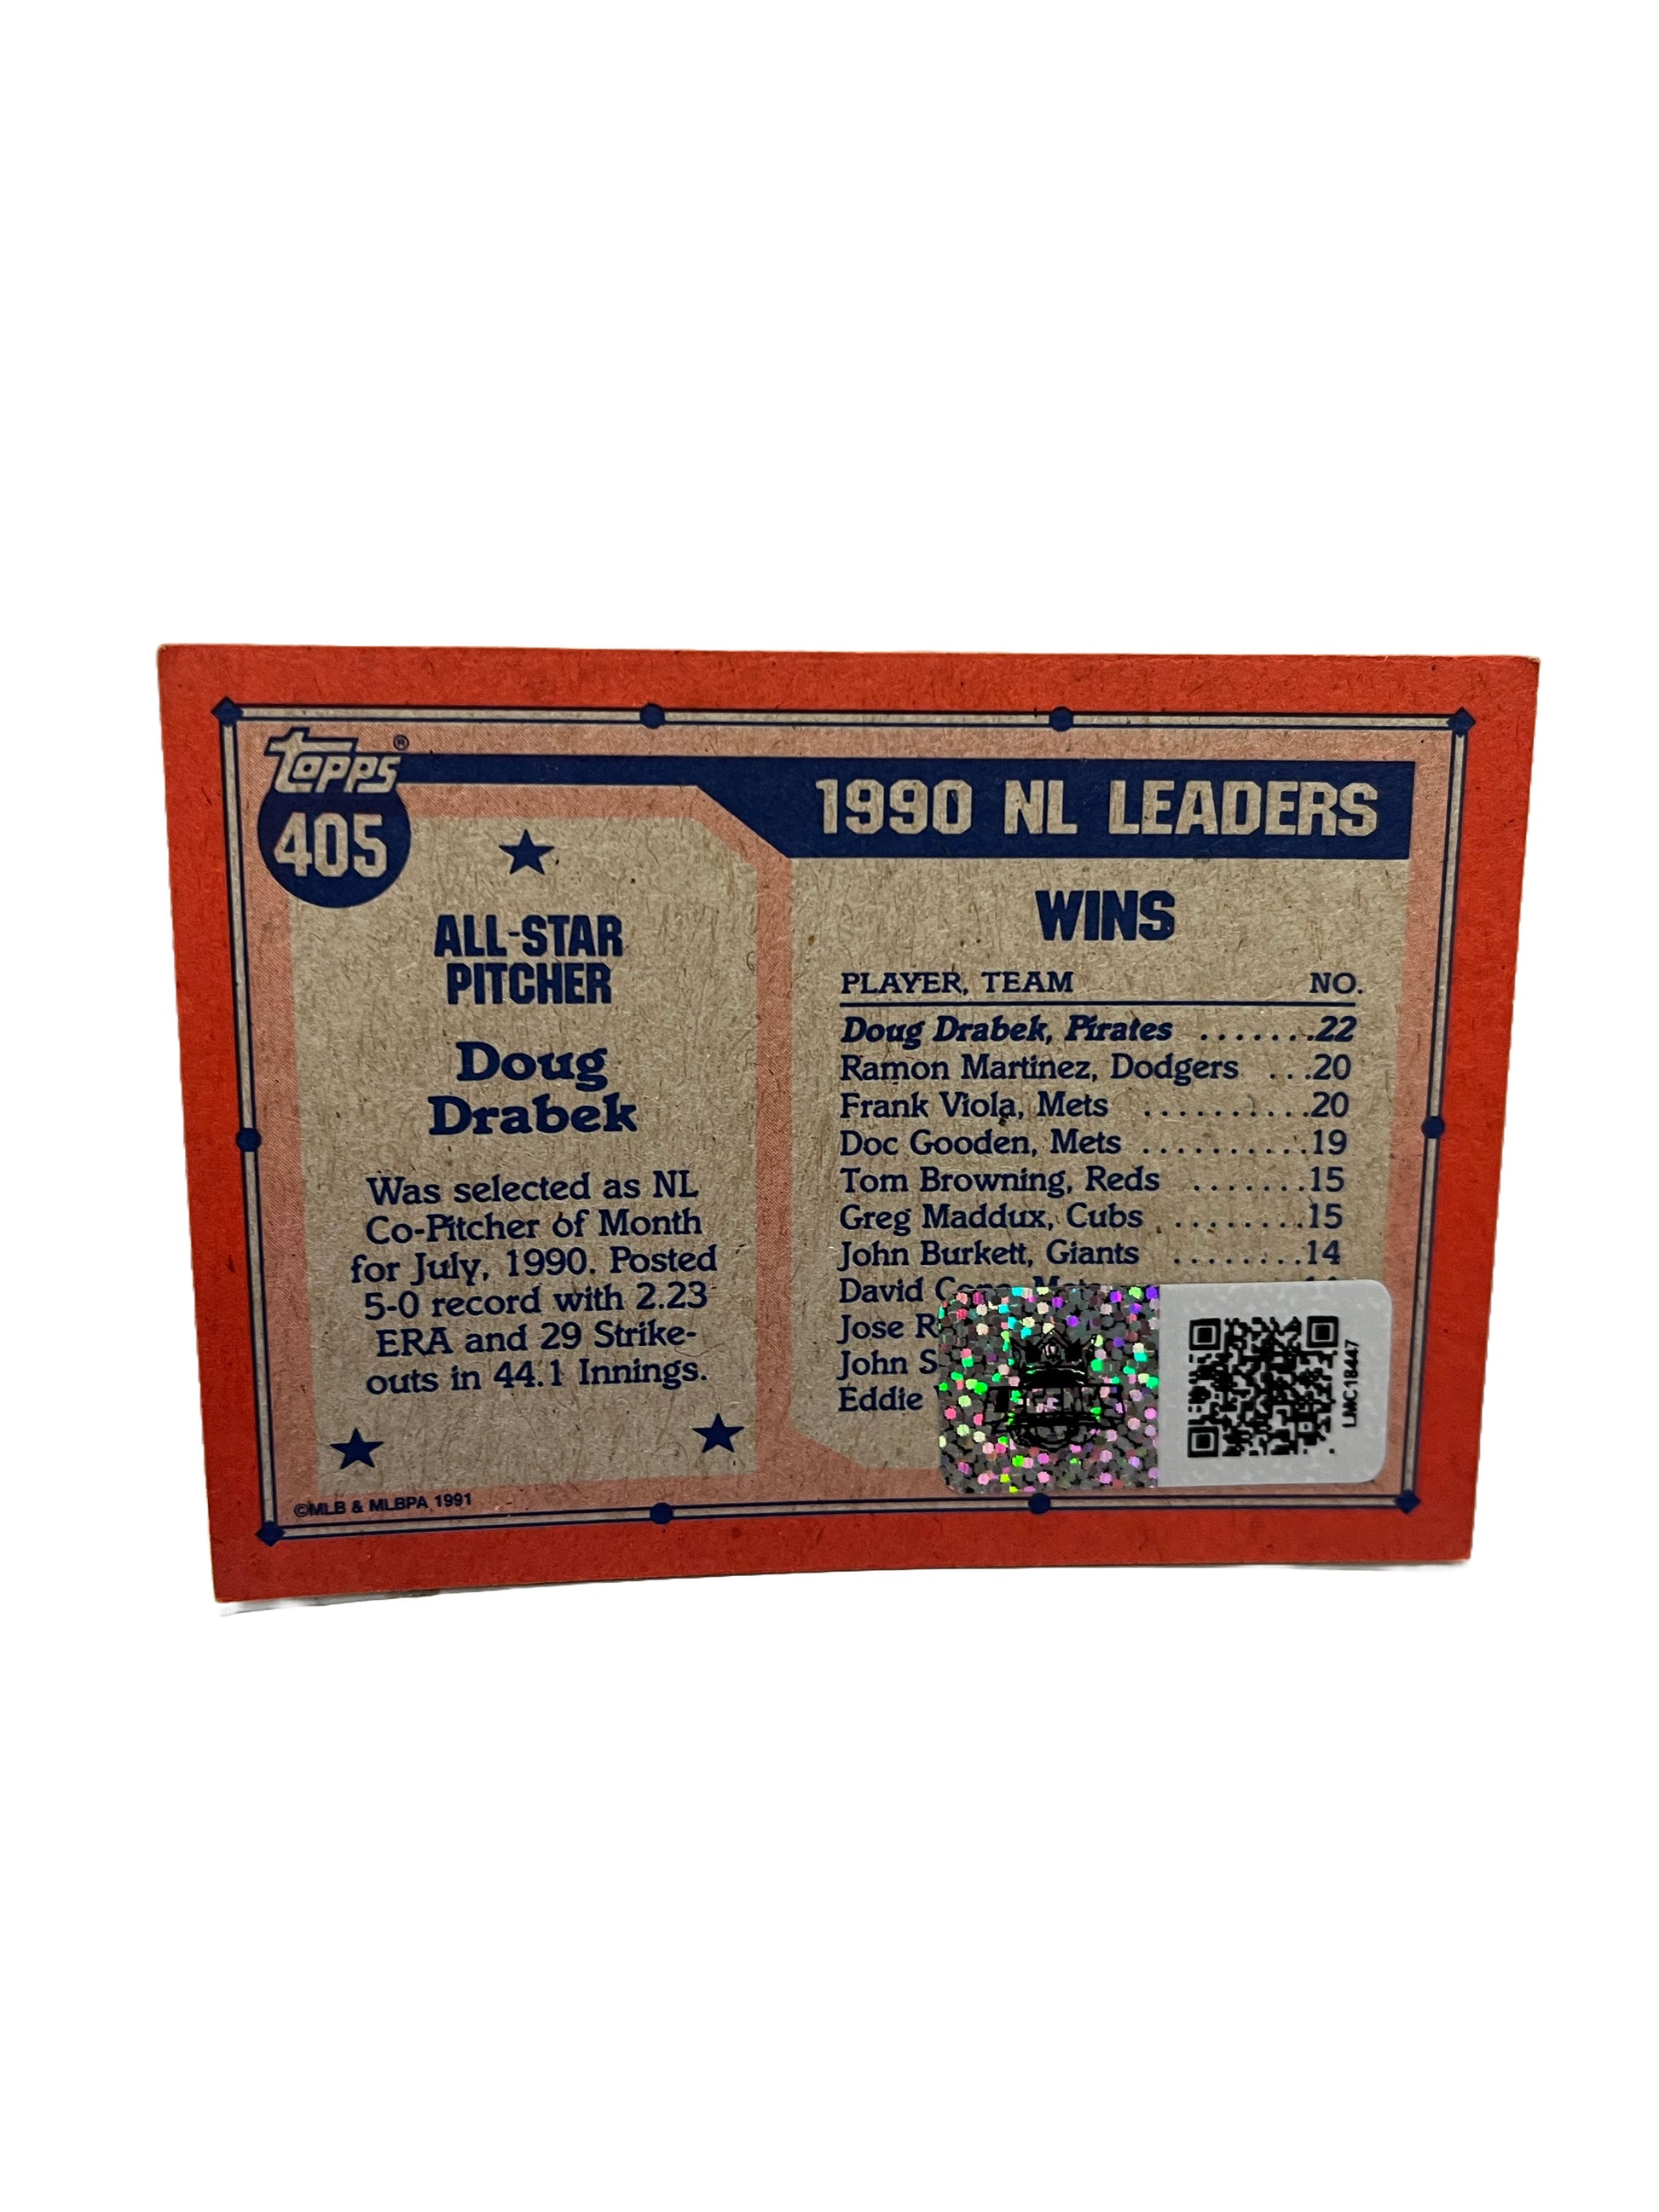 Topps®
405
ALL-STAR
PITCHER
Doug
Drabek
Was selected as NL
Co-Pitcher of Month
for July, 1990. Posted
5-0 record with 2.23
ERA and 29 Strike-
outs in 44.1 Innings.
©MLB & MLBPA 1991
1990 NL LEADERS
WINS
PLAYER, TEAM NO.
Doug Drabek, Pirates .......22
Ramon Martinez, Dodgers ...20
Frank Viola, Mets ..........20
Doc Gooden, Mets ..........19
Tom Browning, Reds .......15
Greg Maddux, Cubs ........15
John Burkett, Giants ........14
David
Jose
John
Eddie
LMC18447